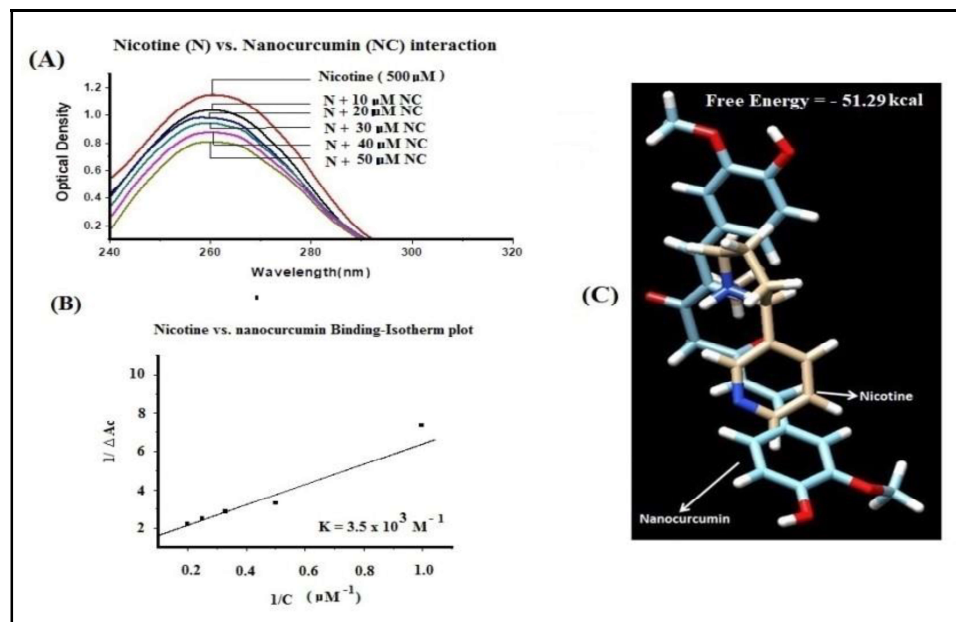 Nicotine (N) vs. Nanocurcumin (NC) interaction
(A)
Nicotine ( 500 µM)
N + 10 µM NC
N + 20 µM NC
N + 30 µM NC
N + 40 µM NC
N + 50 µM NC
Optical Density
1.2
1.0
0.8
0.6
0.4
0.2
240 260 280 300 320
Wavelength(nm)
(B)
Nicotine vs. nanocurcumin Binding-Isotherm plot
1/ △Ac
10
8
6
4
2
K = 3.5 x 10³ M⁻¹
0.2 0.4 0.6 0.8 1.0
1/C ( µM⁻¹)
(C)
Free Energy = - 51.29 kcal
Nicotine
Nanocurcumin